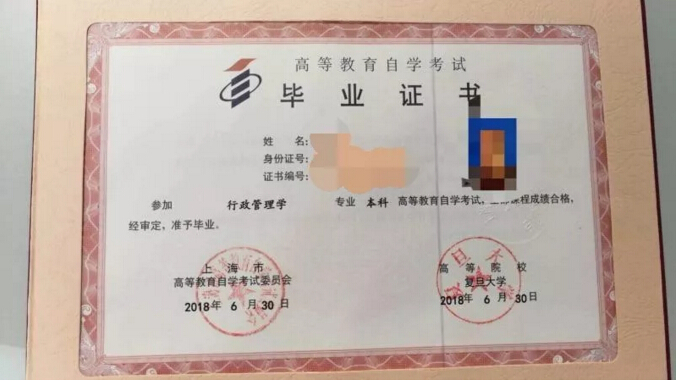 高等教育自学考试
毕业证书
姓 名：
身份证号：
证书编号：
参加 行政管理学 专业 本科 高等教育自学考试，全部课程成绩合格，
经审定，准予毕业。
上海市 高等院校
高等教育自学考试委员会 复旦大学
2018年 6 月 30日 2018年 6 月 30日